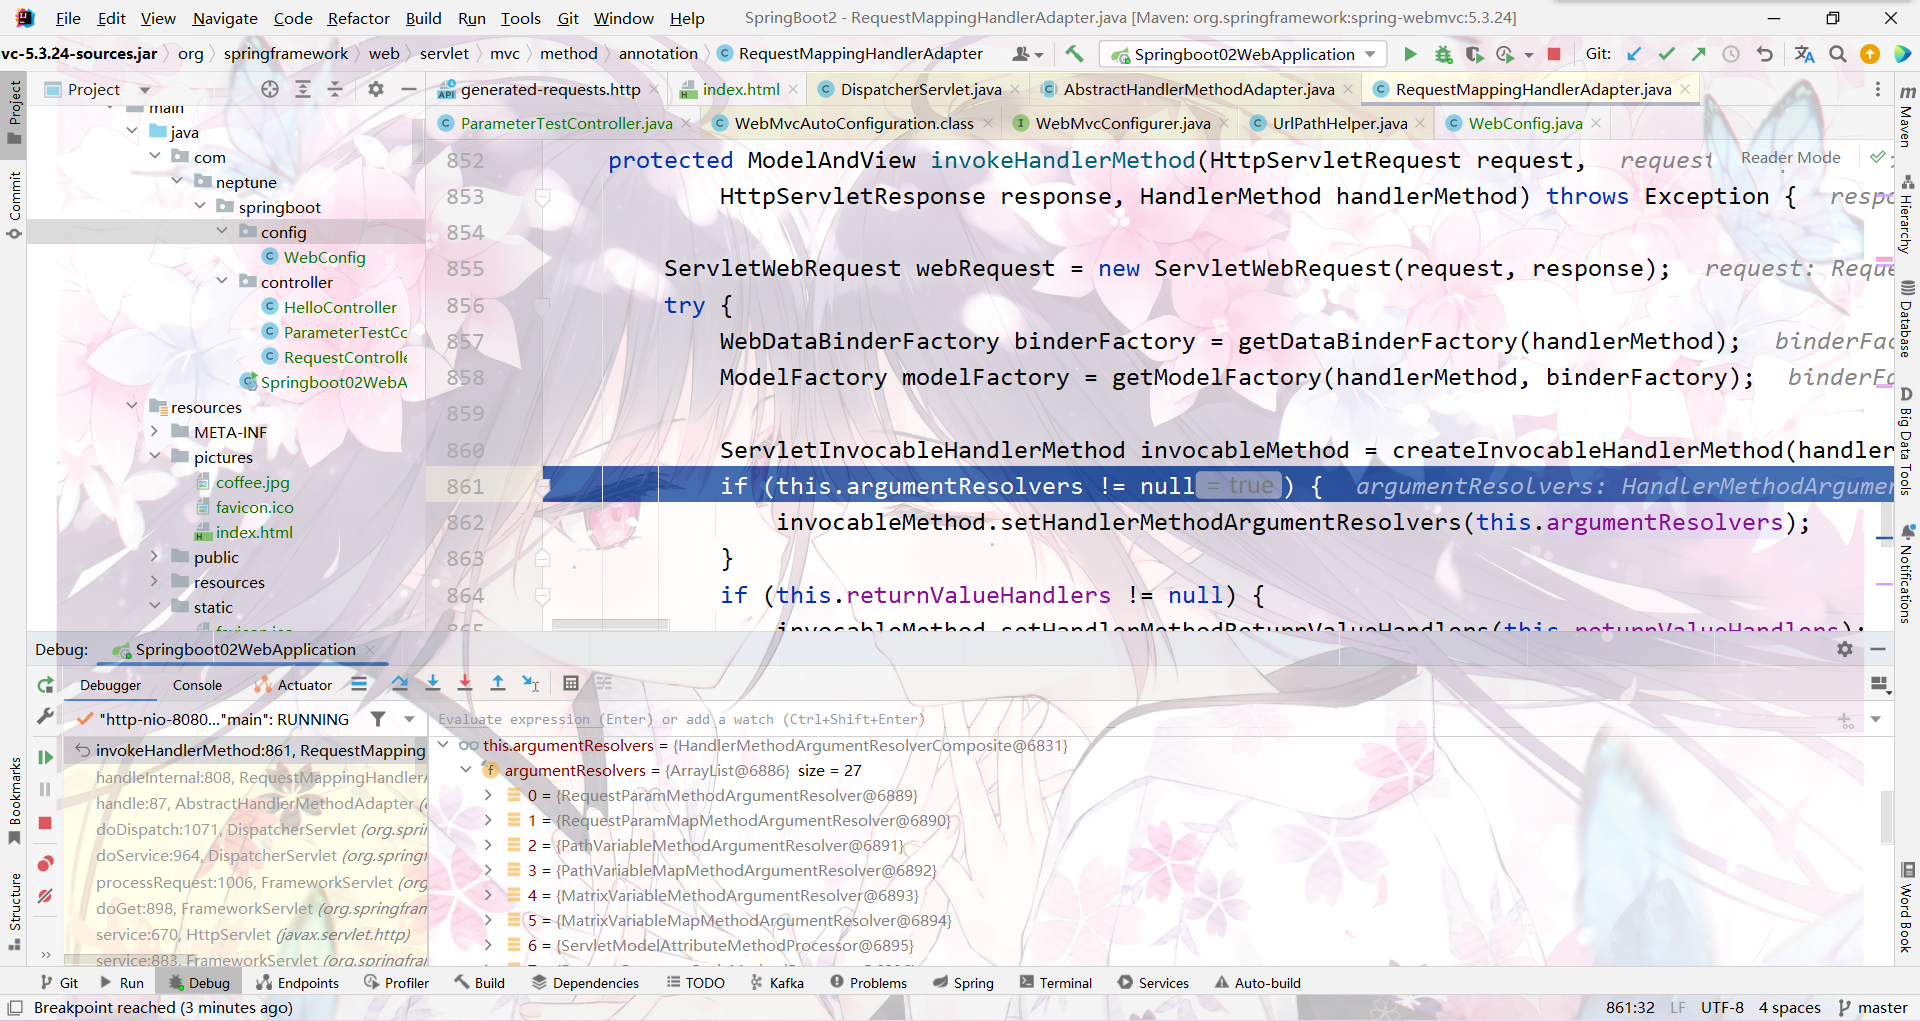 File Edit View Navigate Code Refactor Build Run Tools Git Window Help SpringBoot2 - RequestMappingHandlerAdapter.java [Maven: org.springframework:spring-webmvc:5.3.24]
vc-5.3.24-sources.jar org springframework web servlet mvc method annotation RequestMappingHandlerAdapter Springboot02WebApplication Git:
Project generated-requests.http index.html DispatcherServlet.java AbstractHandlerMethodAdapter.java RequestMappingHandlerAdapter.java
ParameterTestController.java WebMvcAutoConfiguration.class WebMvcConfigurer.java UrlPathHelper.java WebConfig.java
Project
Commit
Bookmarks
Structure
main
java
com
neptune
springboot
config
WebConfig
controller
HelloController
ParameterTestCo
RequestControlle
Springboot02WebA
resources
META-INF
pictures
coffee.jpg
favicon.ico
index.html
public
resources
static
favicon.ico
Reader Mode
852 protected ModelAndView invokeHandlerMethod(HttpServletRequest request, request
853 HttpServletResponse response, HandlerMethod handlerMethod) throws Exception { respo
854
855 ServletWebRequest webRequest = new ServletWebRequest(request, response); request: Reque
856 try {
857 WebDataBinderFactory binderFactory = getDataBinderFactory(handlerMethod); binderFac
858 ModelFactory modelFactory = getModelFactory(handlerMethod, binderFactory); binderFa
859
860 ServletInvocableHandlerMethod invocableMethod = createInvocableHandlerMethod(handler
861 if (this.argumentResolvers != null = true ) { argumentResolvers: HandlerMethodArgumen
862 invocableMethod.setHandlerMethodArgumentResolvers(this.argumentResolvers);
863 }
864 if (this.returnValueHandlers != null) {
865 invocableMethod.setHandlerMethodReturnValueHandlers(this.returnValueHandlers);
Maven
Hierarchy
Database
Big Data Tools
Notifications
Word Book
Debug: Springboot02WebApplication
Debugger Console Actuator
"http-nio-8080..."main": RUNNING
invokeHandlerMethod:861, RequestMapping
handleInternal:808, RequestMappingHandlerA
handle:87, AbstractHandlerMethodAdapter (o
doDispatch:1071, DispatcherServlet (org.spri
doService:964, DispatcherServlet (org.springf
processRequest:1006, FrameworkServlet (org
doGet:898, FrameworkServlet (org.springfran
service:670, HttpServlet (javax.servlet.http)
service:883, FrameworkServlet (org.springfran
Evaluate expression (Enter) or add a watch (Ctrl+Shift+Enter)
this.argumentResolvers = {HandlerMethodArgumentResolverComposite@6831}
argumentResolvers = {ArrayList@6886} size = 27
0 = {RequestParamMethodArgumentResolver@6889}
1 = {RequestParamMapMethodArgumentResolver@6890}
2 = {PathVariableMethodArgumentResolver@6891}
3 = {PathVariableMapMethodArgumentResolver@6892}
4 = {MatrixVariableMethodArgumentResolver@6893}
5 = {MatrixVariableMapMethodArgumentResolver@6894}
6 = {ServletModelAttributeMethodProcessor@6895}
Git Run Debug Endpoints Profiler Build Dependencies TODO Kafka Problems Spring Terminal Services Auto-build
Breakpoint reached (3 minutes ago) 861:32 LF UTF-8 4 spaces master